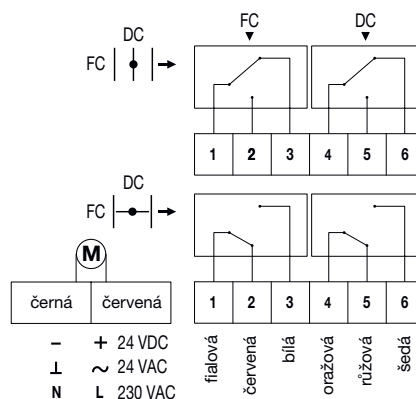 FC DC
DC
FC
1 2 3 4 5 6
DC
FC
M
černá červená
1 2 3 4 5 6
− + 24 VDC
⊥ ~ 24 VAC
N L 230 VAC
fialová
červená
bílá
oražová
růžová
šedá